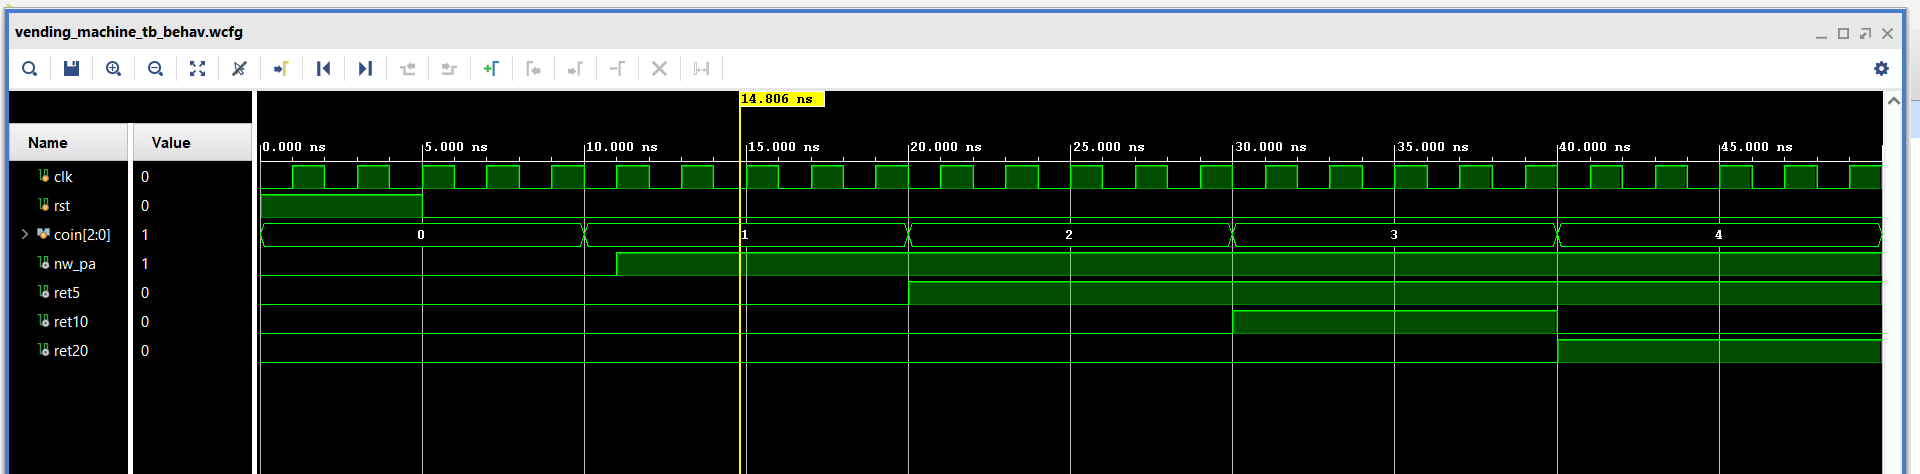 vending_machine_tb_behav.wcfg
14.806 ns
Name Value
0.000 ns 5.000 ns 10.000 ns 15.000 ns 20.000 ns 25.000 ns 30.000 ns 35.000 ns 40.000 ns 45.000 ns
clk 0
rst 0
coin[2:0] 1 0 1 2 3 4
nw_pa 1
ret5 0
ret10 0
ret20 0